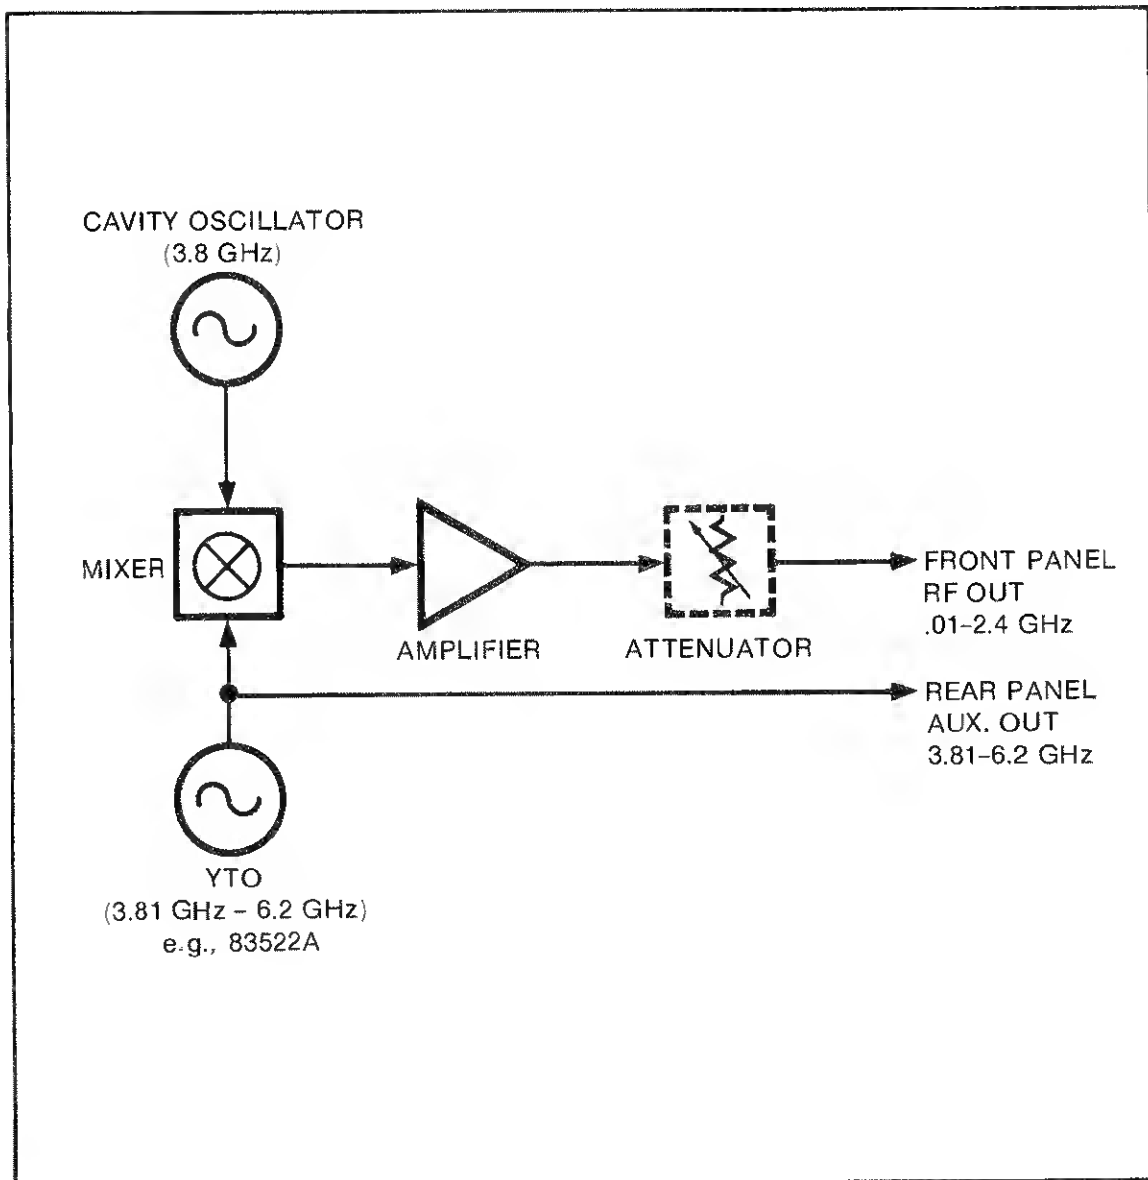 CAVITY OSCILLATOR
(3.8 GHz)
MIXER
AMPLIFIER
ATTENUATOR
FRONT PANEL
RF OUT
.01–2.4 GHz
REAR PANEL
AUX. OUT
3.81–6.2 GHz
YTO
(3.81 GHz – 6.2 GHz)
e.g., 83522A